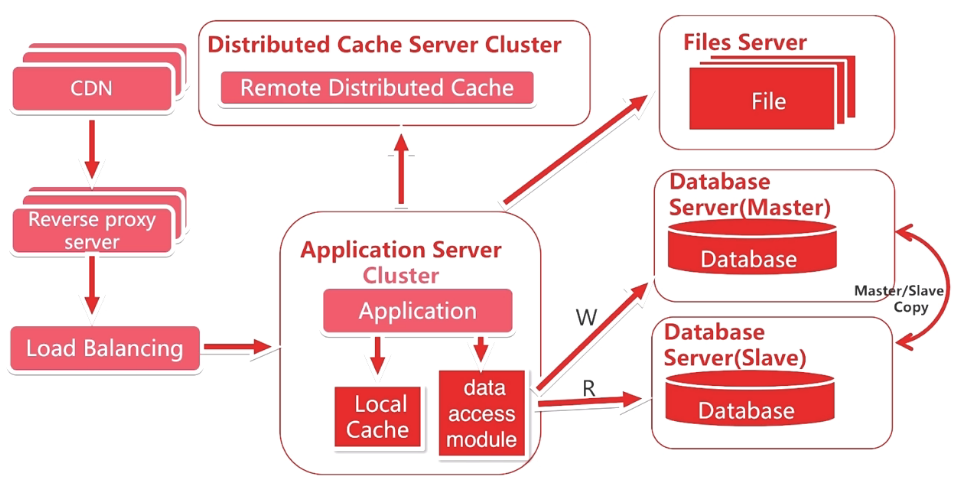 Distributed Cache Server Cluster
Remote Distributed Cache
Files Server
File
CDN
Reverse proxy
server
Load Balancing
Application Server
Cluster
Application
Local
Cache
data
access
module
W
R
Database
Server(Master)
Database
Master/Slave
Copy
Database
Server(Slave)
Database